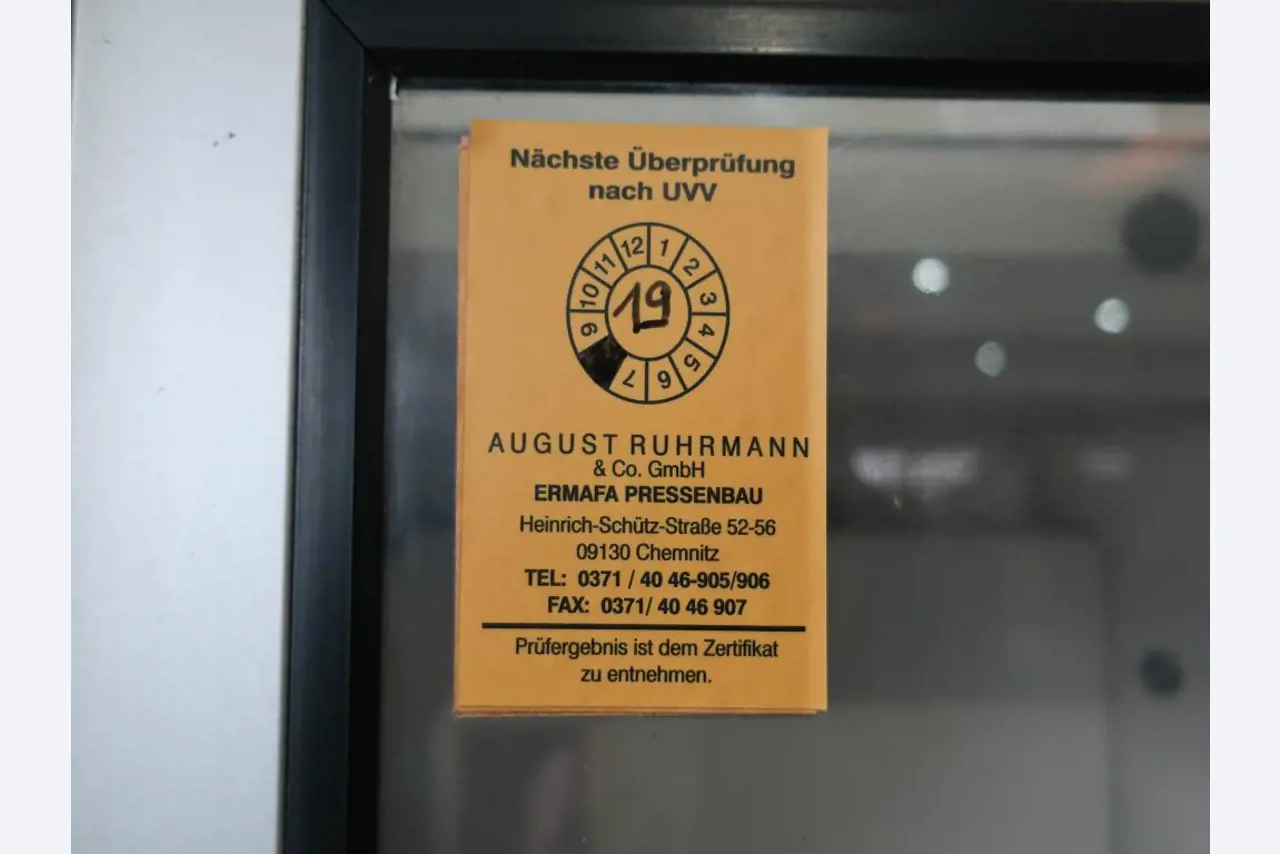 Nächste Überprüfung
nach UVV
12 1
11 2
10 19 3
9 4
5
7 6
AUGUST RUHRMANN
& Co. GmbH
ERMAFA PRESSENBAU
Heinrich-Schütz-Straße 52-56
09130 Chemnitz
TEL: 0371 / 40 46-905/906
FAX: 0371/ 40 46 907
Prüfergebnis ist dem Zertifikat
zu entnehmen.